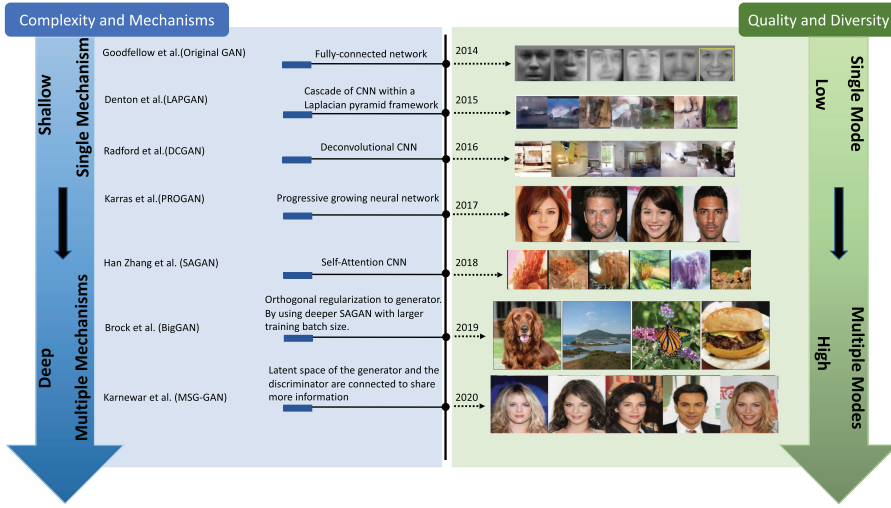 Complexity and Mechanisms
Quality and Diversity
Shallow
Single Mechanism
Deep
Multiple Mechanisms
Goodfellow et al.(Original GAN)
Fully-connected network
2014
Denton et al.(LAPGAN)
Cascade of CNN within a
Laplacian pyramid framework
2015
Radford et al.(DCGAN)
Deconvolutional CNN
2016
Karras et al.(PROGAN)
Progressive growing neural network
2017
Han Zhang et al. (SAGAN)
Self-Attention CNN
2018
Brock et al. (BigGAN)
Orthogonal regularization to generator.
By using deeper SAGAN with larger
training batch size.
2019
Karnewar et al. (MSG-GAN)
Latent space of the generator and the
discriminator are connected to share
more information
2020
Low
Single Mode
High
Multiple Modes